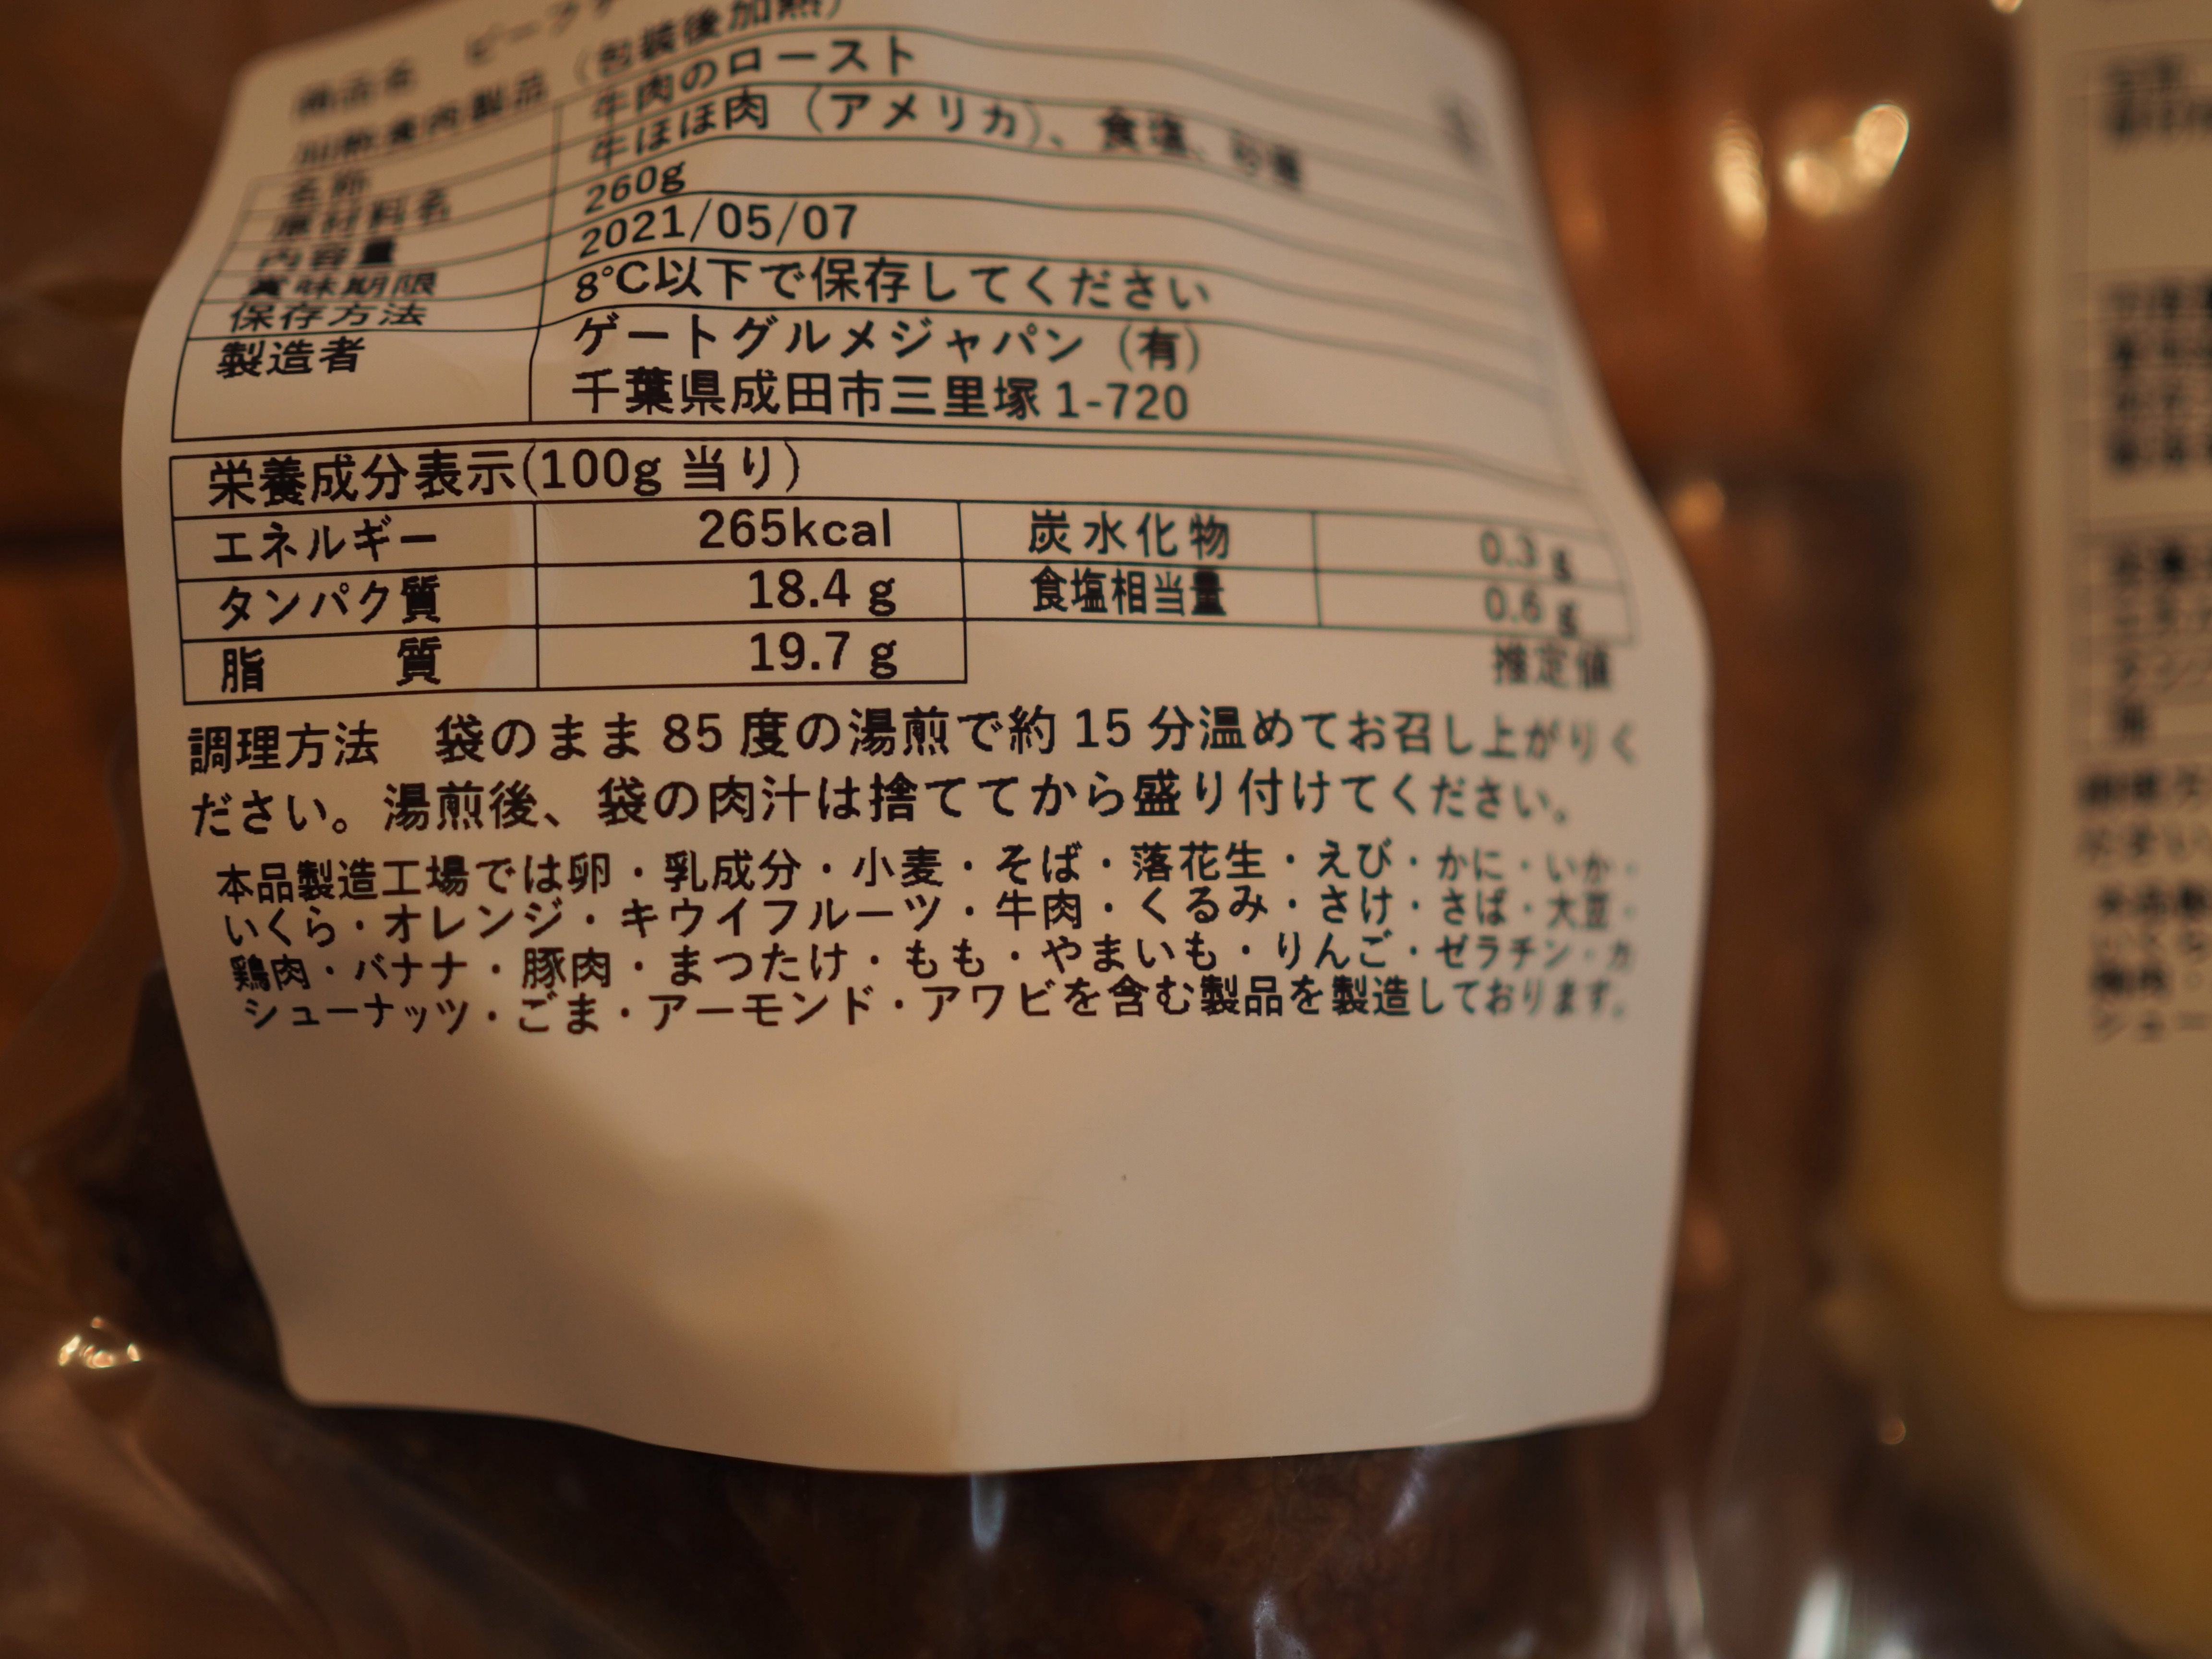 商品名 ビーフ
加熱食肉製品（包装後加熱）
名称 牛肉のロースト
原材料名 牛ほほ肉（アメリカ）、食塩、砂糖
内容量 260g
賞味期限 2021/05/07
保存方法 8℃以下で保存してください
製造者 ゲートグルメジャパン（有）
千葉県成田市三里塚1-720
栄養成分表示(100g 当り)
エネルギー 265kcal 炭水化物 0.3 g
タンパク質 18.4 g 食塩相当量 0.6 g
脂 質 19.7 g
推定値
調理方法 袋のまま 85 度の湯煎で約 15 分温めてお召し上がりく
ださい。湯煎後、袋の肉汁は捨ててから盛り付けてください。
本品製造工場では卵・乳成分・小麦・そば・落花生・えび・かに・いか・
いくら・オレンジ・キウイフルーツ・牛肉・くるみ・さけ・さば・大豆・
鶏肉・バナナ・豚肉・まつたけ・もも・やまいも・りんご・ゼラチン・カ
シューナッツ・ごま・アーモンド・アワビを含む製品を製造しております。